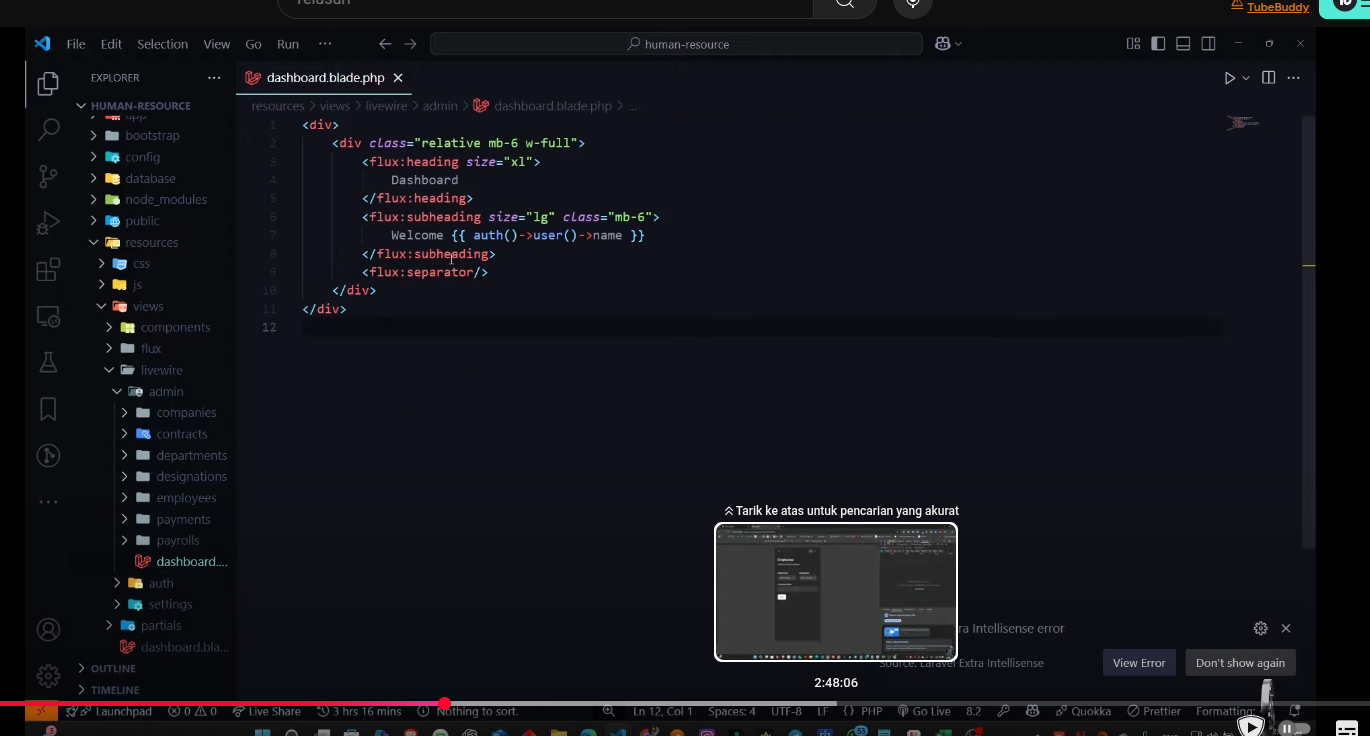 TubeBuddy
File Edit Selection View Go Run ...
human-resource
EXPLORER ...
dashboard.blade.php
HUMAN-RESOURCE
resources > views > livewire > admin > dashboard.blade.php > ...
app
bootstrap
config
database
node_modules
public
resources
css
js
views
components
flux
livewire
admin
companies
contracts
departments
designations
employees
payments
payrolls
dashboard....
auth
settings
partials
dashboard.bla...
OUTLINE
TIMELINE
1 <div>
2 <div class="relative mb-6 w-full">
3 <flux:heading size="xl">
4 Dashboard
5 </flux:heading>
6 <flux:subheading size="lg" class="mb-6">
7 Welcome {{ auth()->user()->name }}
8 </flux:subheading>
9 <flux:separator/>
10 </div>
11 </div>
12
Tarik ke atas untuk pencarian yang akurat
Employees
ra Intellisense error
Source: Laravel Extra Intellisense
View Error
Don't show again
2:48:06
Launchpad 0 0 Live Share 3 hrs 16 mins Nothing to sort. Ln 12, Col 1 Spaces: 4 UTF-8 LF {} PHP Go Live 8.2 Quokka Prettier Formatting: